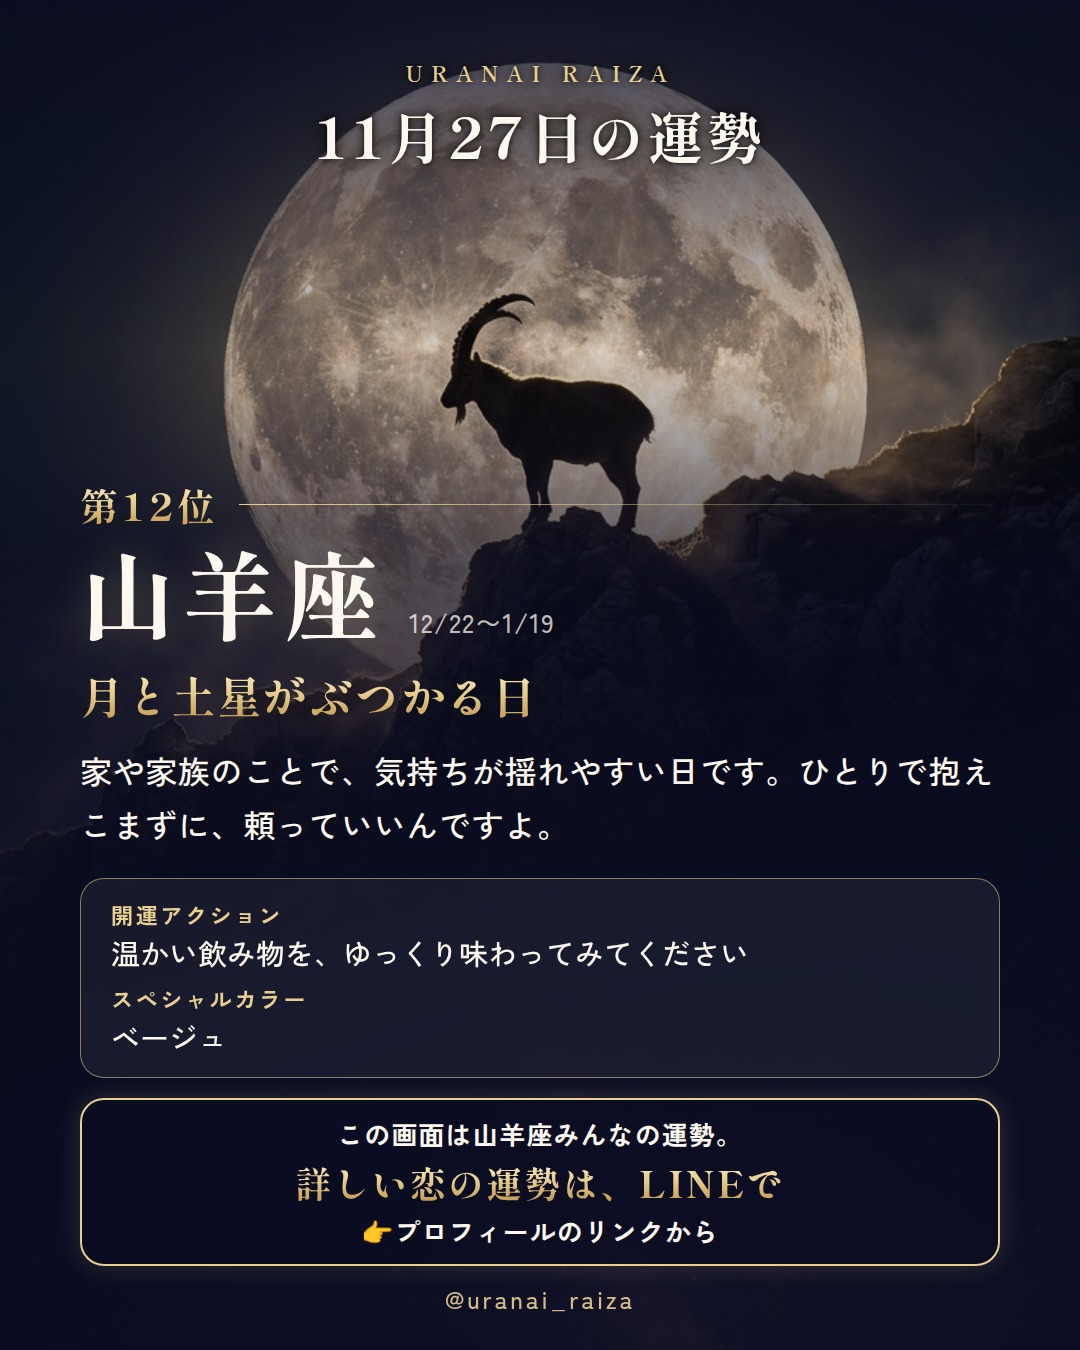 URANAI RAIZA
11月27日の運勢
第12位
山羊座 12/22〜1/19
月と土星がぶつかる日
家や家族のことで、気持ちが揺れやすい日です。ひとりで抱え
こまずに、頼っていいんですよ。
開運アクション
温かい飲み物を、ゆっくり味わってみてください
スペシャルカラー
ベージュ
この画面は山羊座みんなの運勢。
詳しい恋の運勢は、LINEで
👉プロフィールのリンクから
@uranai_raiza